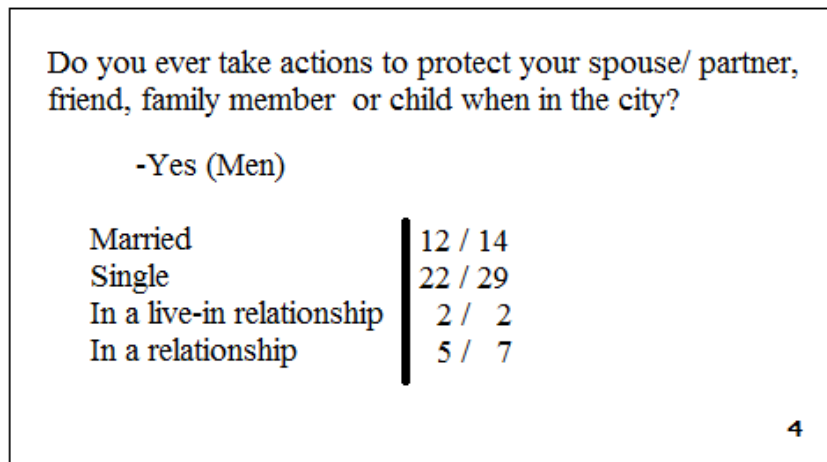 Do you ever take actions to protect your spouse/ partner,
friend, family member or child when in the city?
-Yes (Men)
Married 12 / 14
Single 22 / 29
In a live-in relationship 2 / 2
In a relationship 5 / 7
4